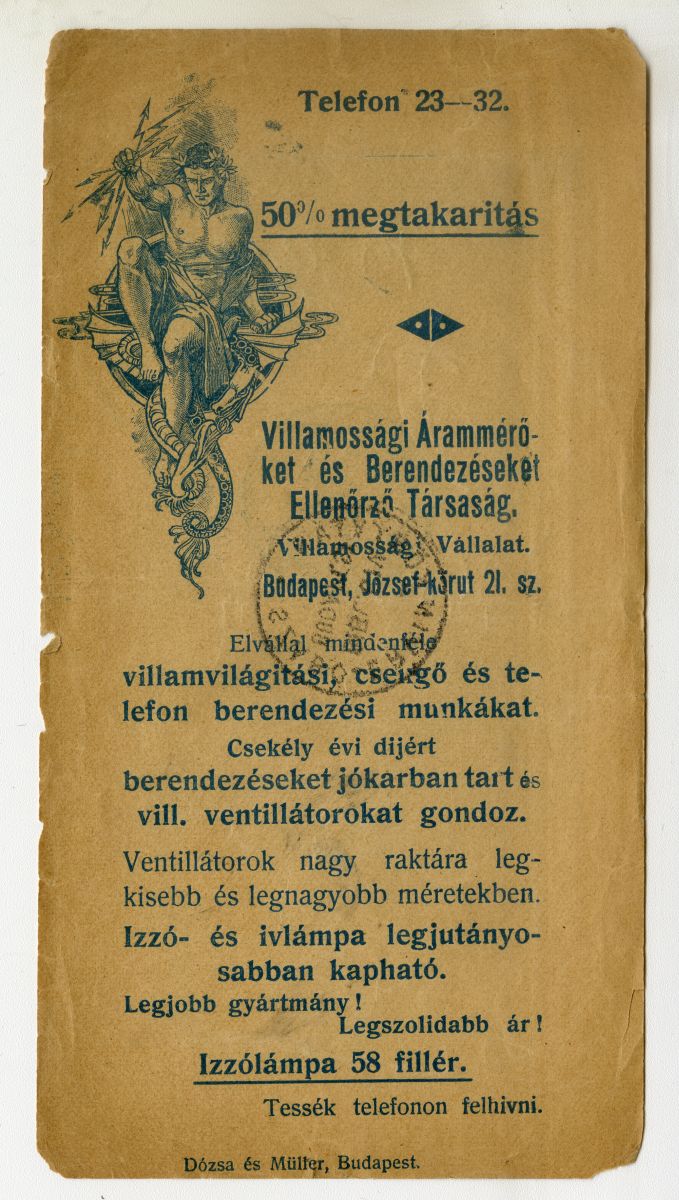 Telefon 23—32.
50% megtakaritás
Villamossági Árammérő-
ket és Berendezéseket
Ellenőrző Társaság.
Villamossági Vállalat.
Budapest, József-körut 21. sz.
Elvállal mindenféle
villamvilágitási, csengő és te-
lefon berendezési munkákat.
Csekély évi dijért
berendezéseket jókarban tart és
vill. ventillátorokat gondoz.
Ventillátorok nagy raktára leg-
kisebb és legnagyobb méretekben.
Izzó- és ivlámpa legjutányo-
sabban kapható.
Legjobb gyártmány!
Legszolidabb ár!
Izzólámpa 58 fillér.
Tessék telefonon felhivni.
Dózsa és Müller, Budapest.